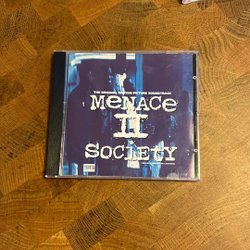 THE ORIGINAL MOTION PICTURE SOUNDTRACK
MENACE
II
SOCIETY